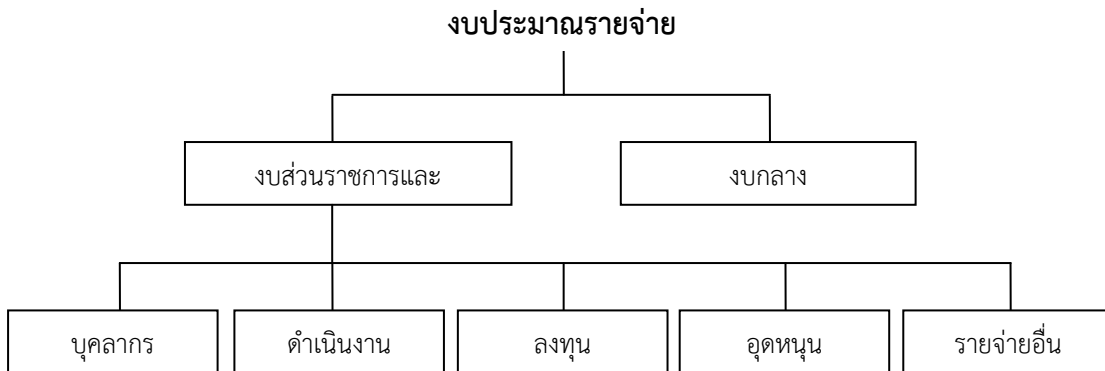 งบประมาณรายจ่าย
งบส่วนราชการและ
งบกลาง
บุคลากร
ดำเนินงาน
ลงทุน
อุดหนุน
รายจ่ายอื่น